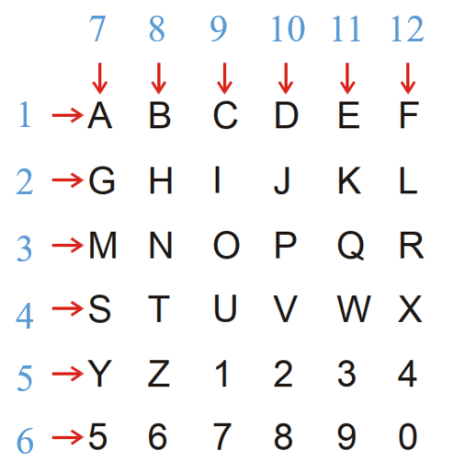 7 8 9 10 11 12
1 A B C D E F
2 G H I J K L
3 M N O P Q R
4 S T U V W X
5 Y Z 1 2 3 4
6 5 6 7 8 9 0